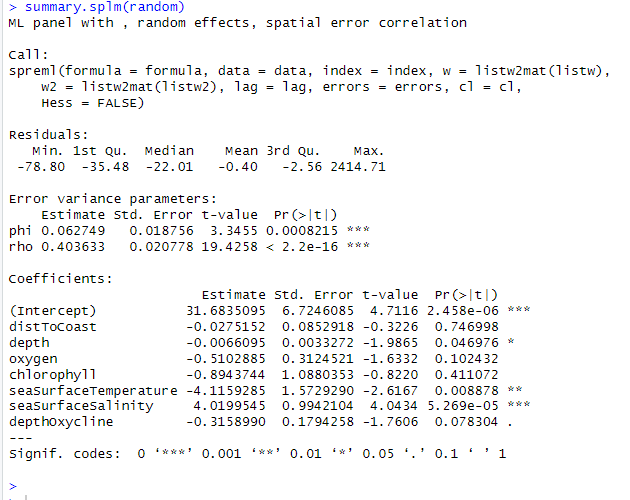 > summary.splm(random)
ML panel with , random effects, spatial error correlation

Call:
spreml(formula = formula, data = data, index = index, w = listw2mat(listw),
    w2 = listw2mat(listw2), lag = lag, errors = errors, cl = cl,
    Hess = FALSE)

Residuals:
   Min. 1st Qu.  Median    Mean 3rd Qu.    Max.
 -78.80  -35.48  -22.01   -0.40   -2.56 2414.71

Error variance parameters:
    Estimate Std. Error t-value  Pr(>|t|)
phi 0.062749   0.018756  3.3455 0.0008215 ***
rho 0.403633   0.020778 19.4258 < 2.2e-16 ***

Coefficients:
                        Estimate Std. Error t-value  Pr(>|t|)
(Intercept)           31.6835095  6.7246085  4.7116 2.458e-06 ***
distToCoast           -0.0275152  0.0852918 -0.3226  0.746998
depth                 -0.0066095  0.0033272 -1.9865  0.046976 *
oxygen                -0.5102885  0.3124521 -1.6332  0.102432
chlorophyll           -0.8943744  1.0880353 -0.8220  0.411072
seaSurfaceTemperature -4.1159285  1.5729290 -2.6167  0.008878 **
seaSurfaceSalinity     4.0199545  0.9942104  4.0434 5.269e-05 ***
depthOxycline         -0.3158990  0.1794258 -1.7606  0.078304 .
---
Signif. codes:  0 ‘***’ 0.001 ‘**’ 0.01 ‘*’ 0.05 ‘.’ 0.1 ‘ ’ 1

>